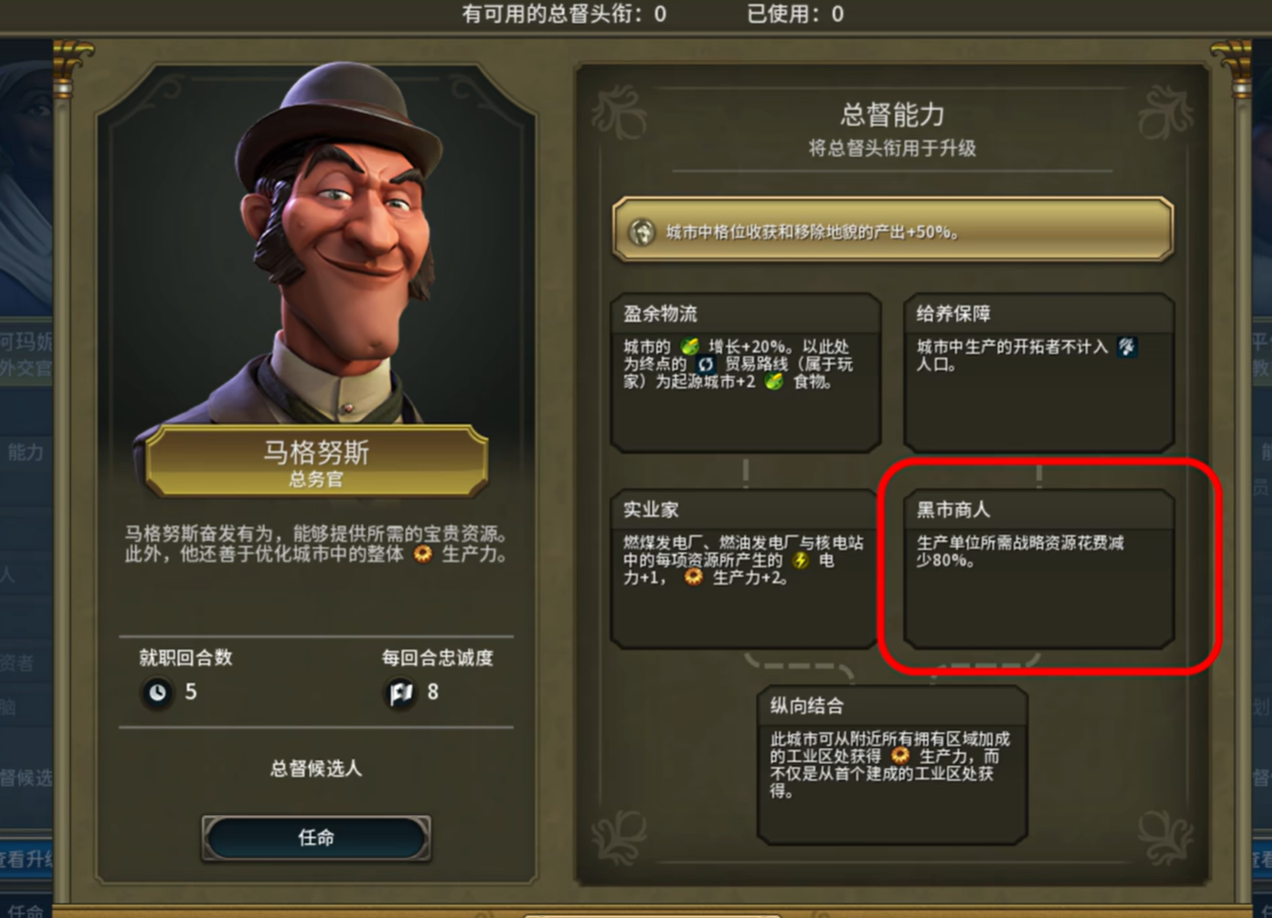 有可用的总督头衔：0 已使用：0
总督能力
将总督头衔用于升级
城市中格位收获和移除地貌的产出+50%。
盈余物流
城市的 增长+20%。以此处
为终点的 贸易路线（属于玩
家）为起源城市+2 食物。
给养保障
城市中生产的开拓者不计入
人口。
马格努斯
总务官
实业家
燃煤发电厂、燃油发电厂与核电站
中的每项资源所产生的 电
力+1， 生产力+2。
黑市商人
生产单位所需战略资源花费减
少80%。
马格努斯奋发有为，能够提供所需的宝贵资源。
此外，他还善于优化城市中的整体 生产力。
就职回合数 每回合忠诚度
5 8
纵向结合
此城市可从附近所有拥有区域加成
的工业区处获得 生产力，而
不仅是从首个建成的工业区处获
得。
总督候选人
任命
阿玛妮
外交官
能力
资者
督候选
查看升级
任命